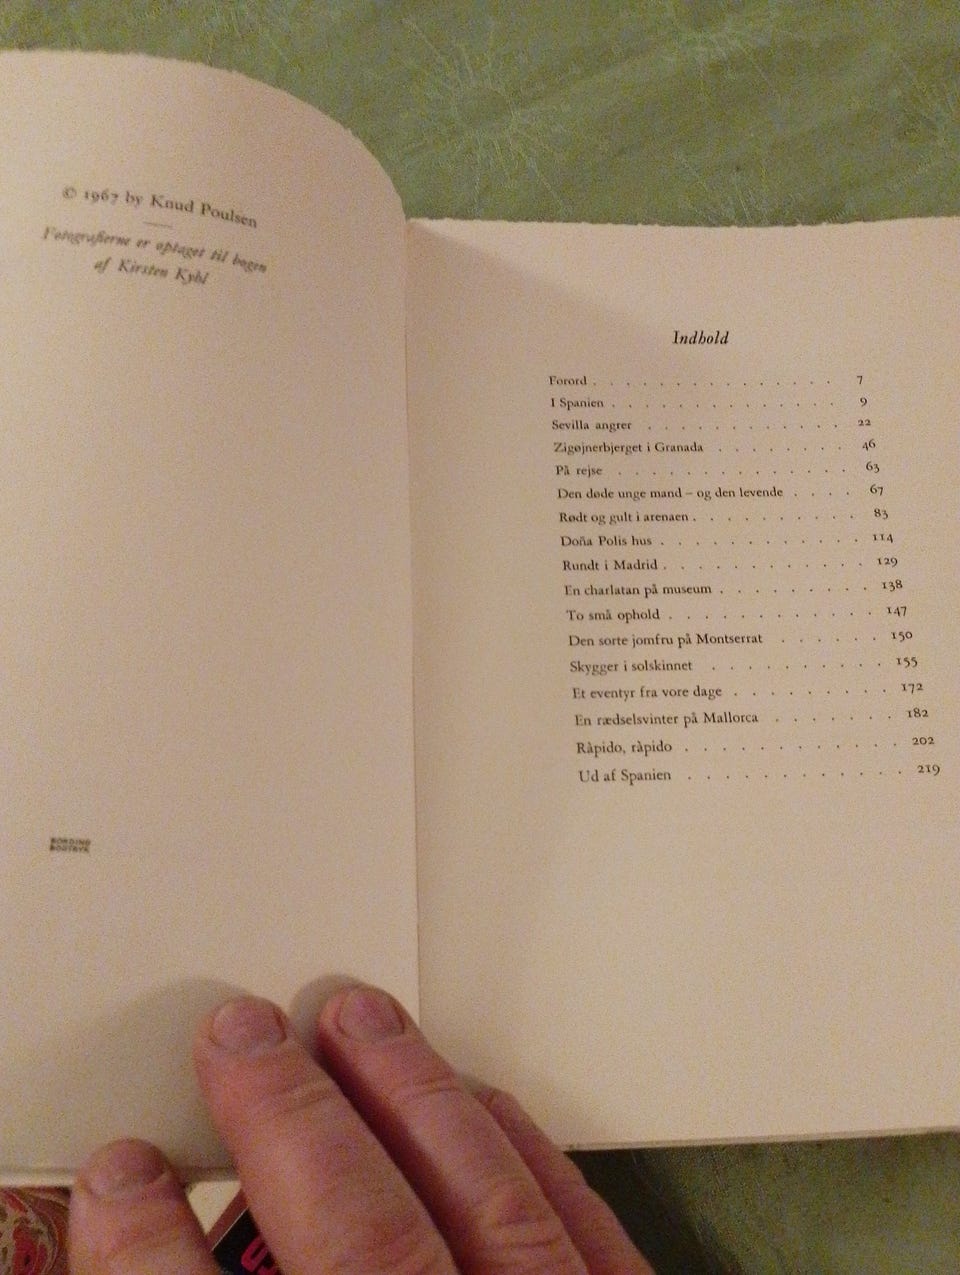 © 1967 by Knud Poulsen
Fotografierne er optaget til bogen
af Kirsten Kyhl
BORDING
BOGTRYK
Indhold
Forord . . . . . . . . . . . . . . . 7
I Spanien . . . . . . . . . . . . . . 9
Sevilla angrer . . . . . . . . . . . . 22
Zigøjnerbjerget i Granada . . . . . . . . 46
På rejse . . . . . . . . . . . . . 63
Den døde unge mand – og den levende . . . . 67
Rødt og gult i arenaen . . . . . . . . . . 83
Doña Polis hus . . . . . . . . . . . . 114
Rundt i Madrid . . . . . . . . . . . . 129
En charlatan på museum . . . . . . . . . 138
To små ophold . . . . . . . . . . . . 147
Den sorte jomfru på Montserrat . . . . . . 150
Skygger i solskinnet . . . . . . . . . . 155
Et eventyr fra vore dage . . . . . . . . . 172
En rædselsvinter på Mallorca . . . . . . . 182
Ràpido, ràpido . . . . . . . . . . . . 202
Ud af Spanien . . . . . . . . . . . . 219